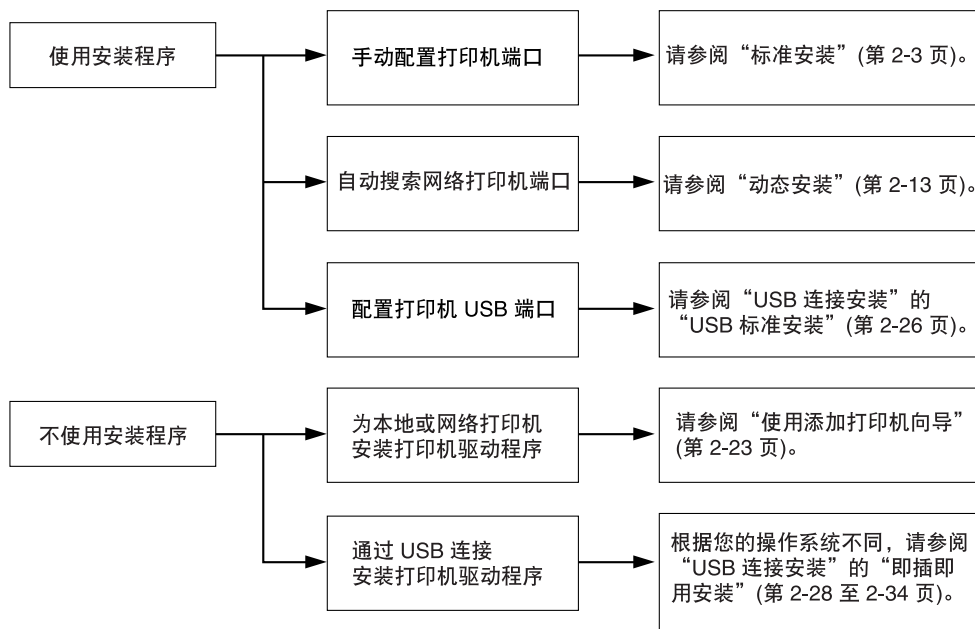 使用安装程序
手动配置打印机端口
请参阅“标准安装”(第 2-3 页)。
自动搜索网络打印机端口
请参阅“动态安装”(第 2-13 页)。
配置打印机 USB 端口
请参阅“USB 连接安装”的
“USB 标准安装”(第 2-26 页)。
不使用安装程序
为本地或网络打印机
安装打印机驱动程序
请参阅“使用添加打印机向导”
(第 2-23 页)。
通过 USB 连接
安装打印机驱动程序
根据您的操作系统不同，请参阅
“USB 连接安装”的“即插即
用安装”(第 2-28 至 2-34 页)。